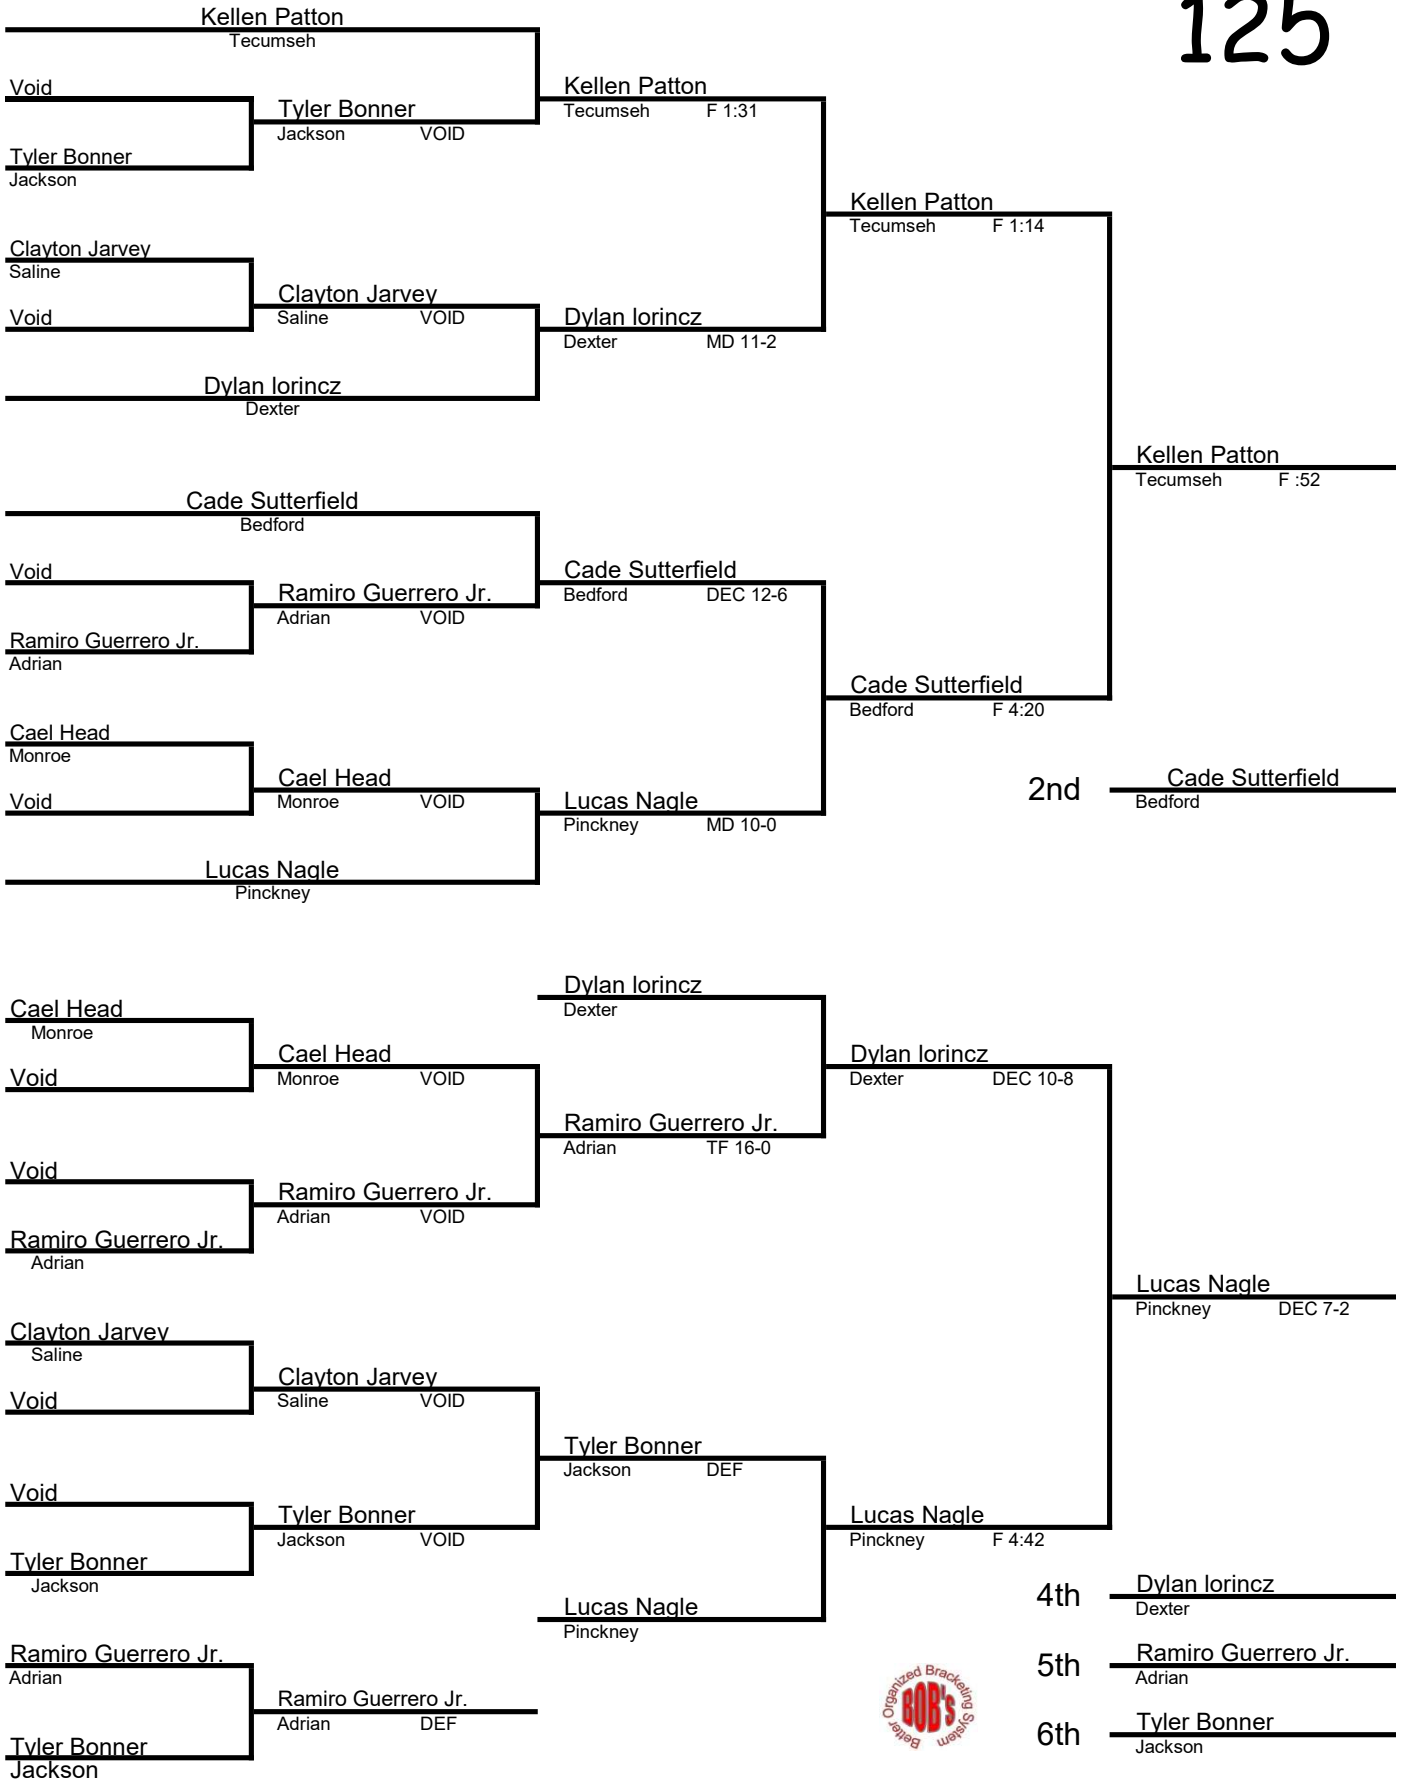 125
Kellen Patton
Tecumseh
Void
Tyler Bonner
Jackson
Tyler Bonner
Jackson VOID
Kellen Patton
Tecumseh F 1:31
Clayton Jarvey
Saline
Void
Clayton Jarvey
Saline VOID
Dylan Iorincz
Dexter
Dylan Iorincz
Dexter MD 11-2
Kellen Patton
Tecumseh F 1:14
Cade Sutterfield
Bedford
Void
Ramiro Guerrero Jr.
Adrian
Ramiro Guerrero Jr.
Adrian VOID
Cade Sutterfield
Bedford DEC 12-6
Cael Head
Monroe
Void
Cael Head
Monroe VOID
Lucas Nagle
Pinckney
Lucas Nagle
Pinckney MD 10-0
Cade Sutterfield
Bedford F 4:20
Kellen Patton
Tecumseh F :52
2nd Cade Sutterfield
Bedford
Cael Head
Monroe
Void
Cael Head
Monroe VOID
Void
Ramiro Guerrero Jr.
Adrian
Ramiro Guerrero Jr.
Adrian VOID
Dylan Iorincz
Dexter
Ramiro Guerrero Jr.
Adrian TF 16-0
Dylan Iorincz
Dexter DEC 10-8
Clayton Jarvey
Saline
Void
Clayton Jarvey
Saline VOID
Void
Tyler Bonner
Jackson
Tyler Bonner
Jackson VOID
Tyler Bonner
Jackson DEF
Lucas Nagle
Pinckney
Lucas Nagle
Pinckney F 4:42
Lucas Nagle
Pinckney DEC 7-2
Ramiro Guerrero Jr.
Adrian
Tyler Bonner
Jackson
Ramiro Guerrero Jr.
Adrian DEF
Better Organized Bracketing System
BOB's
4th Dylan Iorincz
Dexter
5th Ramiro Guerrero Jr.
Adrian
6th Tyler Bonner
Jackson